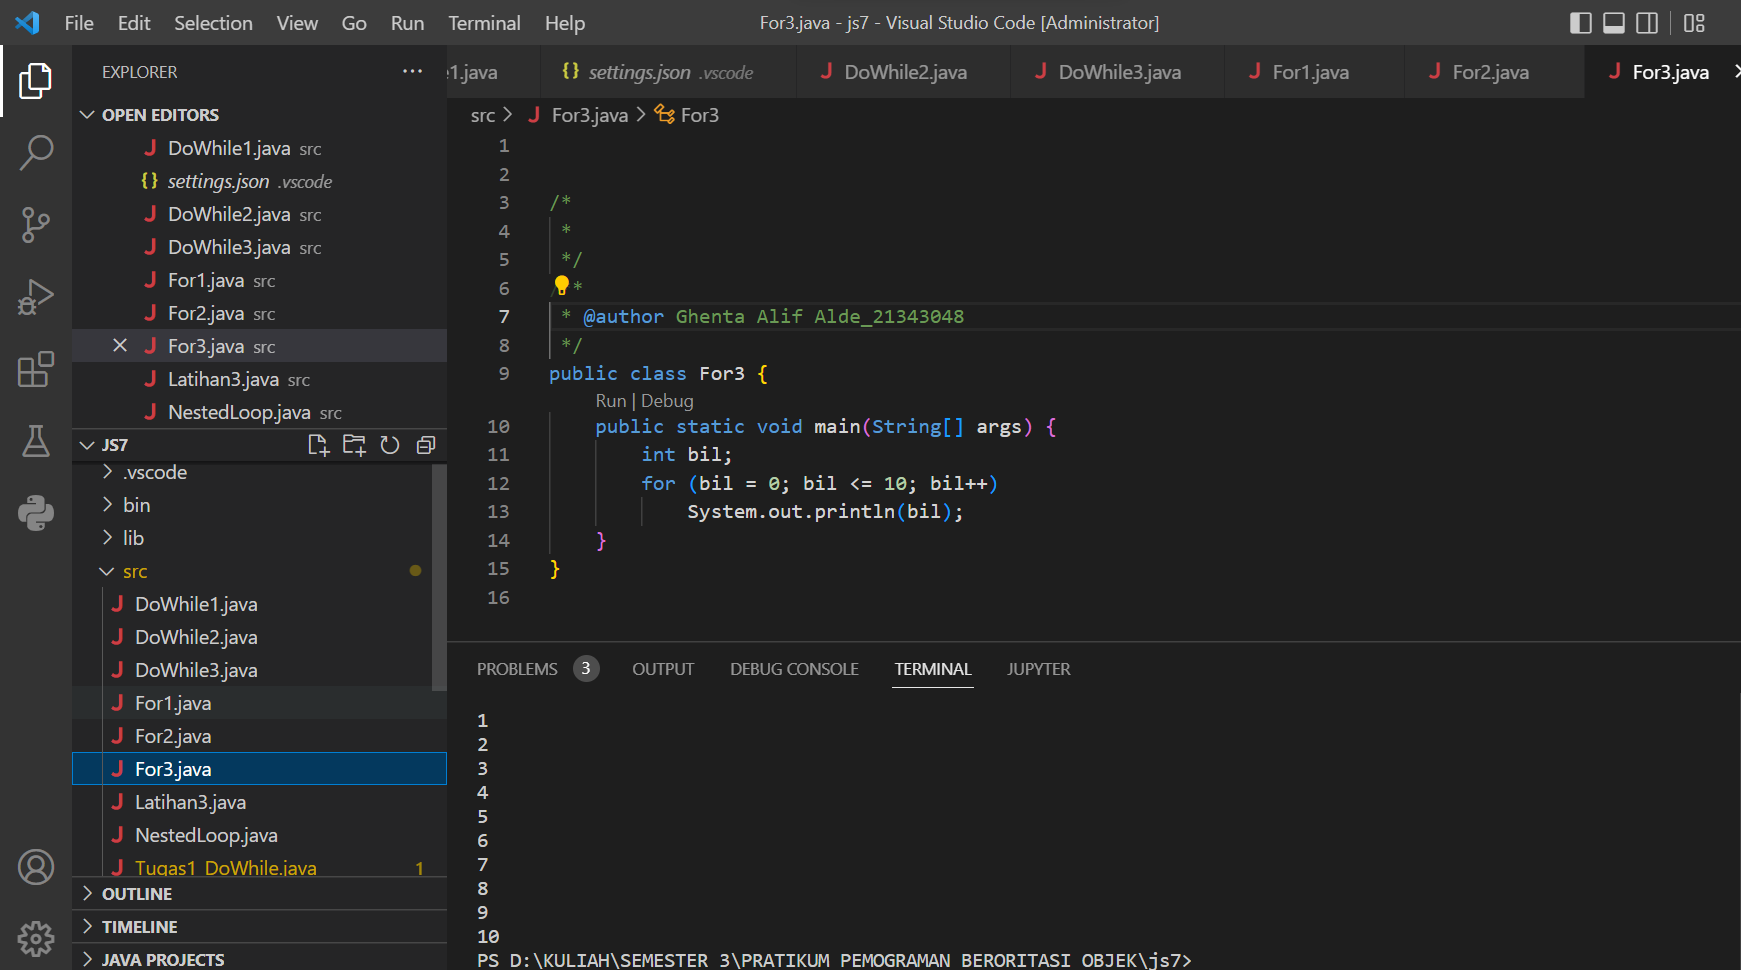 File Edit Selection View Go Run Terminal Help For3.java - js7 - Visual Studio Code [Administrator]
EXPLORER ···
OPEN EDITORS
DoWhile1.java src
{} settings.json .vscode
DoWhile2.java src
DoWhile3.java src
For1.java src
For2.java src
For3.java src
Latihan3.java src
NestedLoop.java src
JS7
.vscode
bin
lib
src
DoWhile1.java
DoWhile2.java
DoWhile3.java
For1.java
For2.java
For3.java
Latihan3.java
NestedLoop.java
Tugas1_DoWhile.java 1
OUTLINE
TIMELINE
JAVA PROJECTS
e1.java {} settings.json .vscode DoWhile2.java DoWhile3.java For1.java For2.java For3.java
src > For3.java > For3
1
2
3 /*
4 *
5 */
6 *
7 * @author Ghenta Alif Alde_21343048
8 */
9 public class For3 {
Run | Debug
10 public static void main(String[] args) {
11 int bil;
12 for (bil = 0; bil <= 10; bil++)
13 System.out.println(bil);
14 }
15 }
16
PROBLEMS 3 OUTPUT DEBUG CONSOLE TERMINAL JUPYTER
1
2
3
4
5
6
7
8
9
10
PS D:\KULIAH\SEMESTER 3\PRATIKUM PEMOGRAMAN BERORITASI OBJEK\js7>